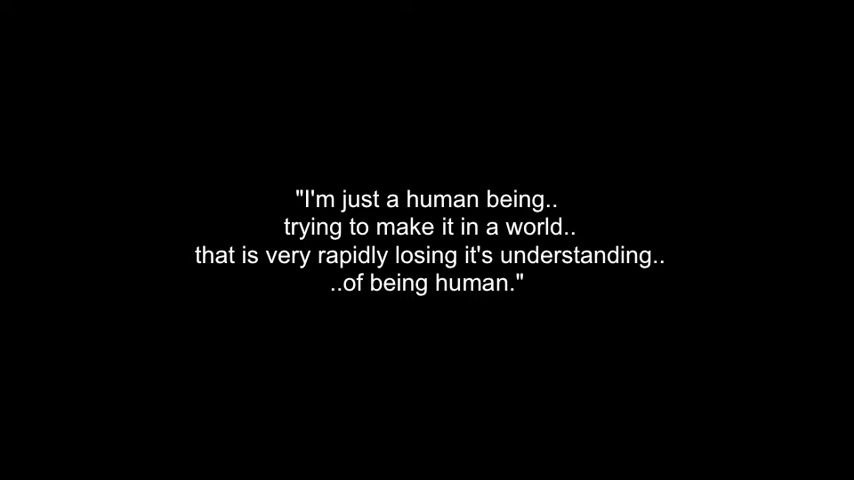 "I'm just a human being..
trying to make it in a world..
that is very rapidly losing it's understanding..
..of being human."